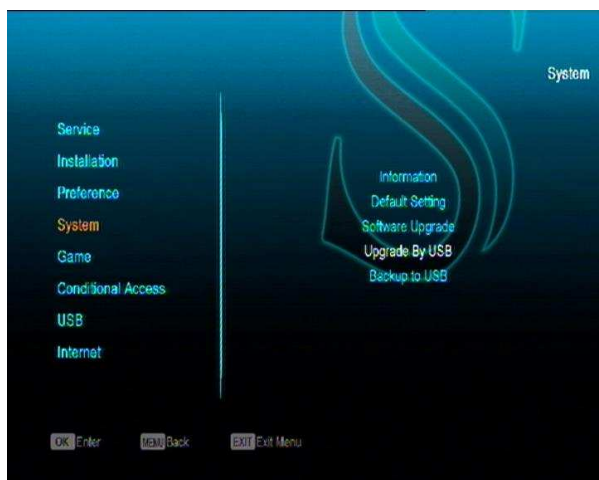 System
Service
Installation
Preference
System
Game
Conditional Access
USB
Internet
Information
Default Setting
Software Upgrade
Upgrade By USB
Backup to USB
OK Enter MENU Back EXIT Exit Menu